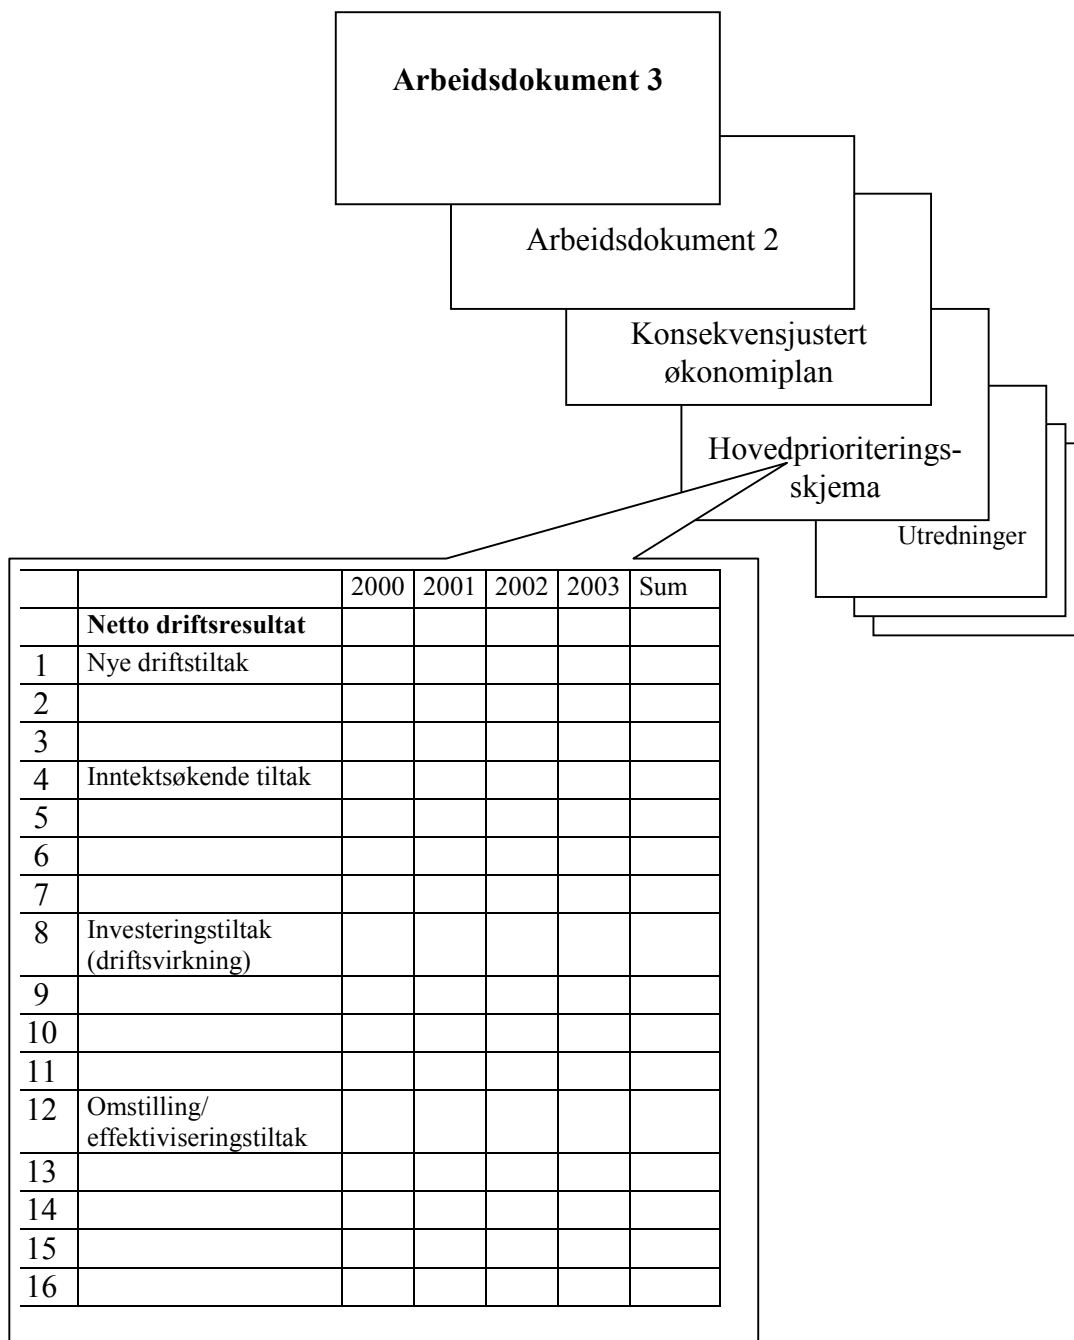 Arbeidsdokument 3
Arbeidsdokument 2
Konsekvensjustert
økonomiplan
Hovedprioriterings-
skjema
Utredninger
2000 2001 2002 2003 Sum
Netto driftsresultat
1 Nye driftstiltak
2
3
4 Inntektsøkende tiltak
5
6
7
8 Investeringstiltak
(driftsvirkning)
9
10
11
12 Omstilling/
effektiviseringstiltak
13
14
15
16